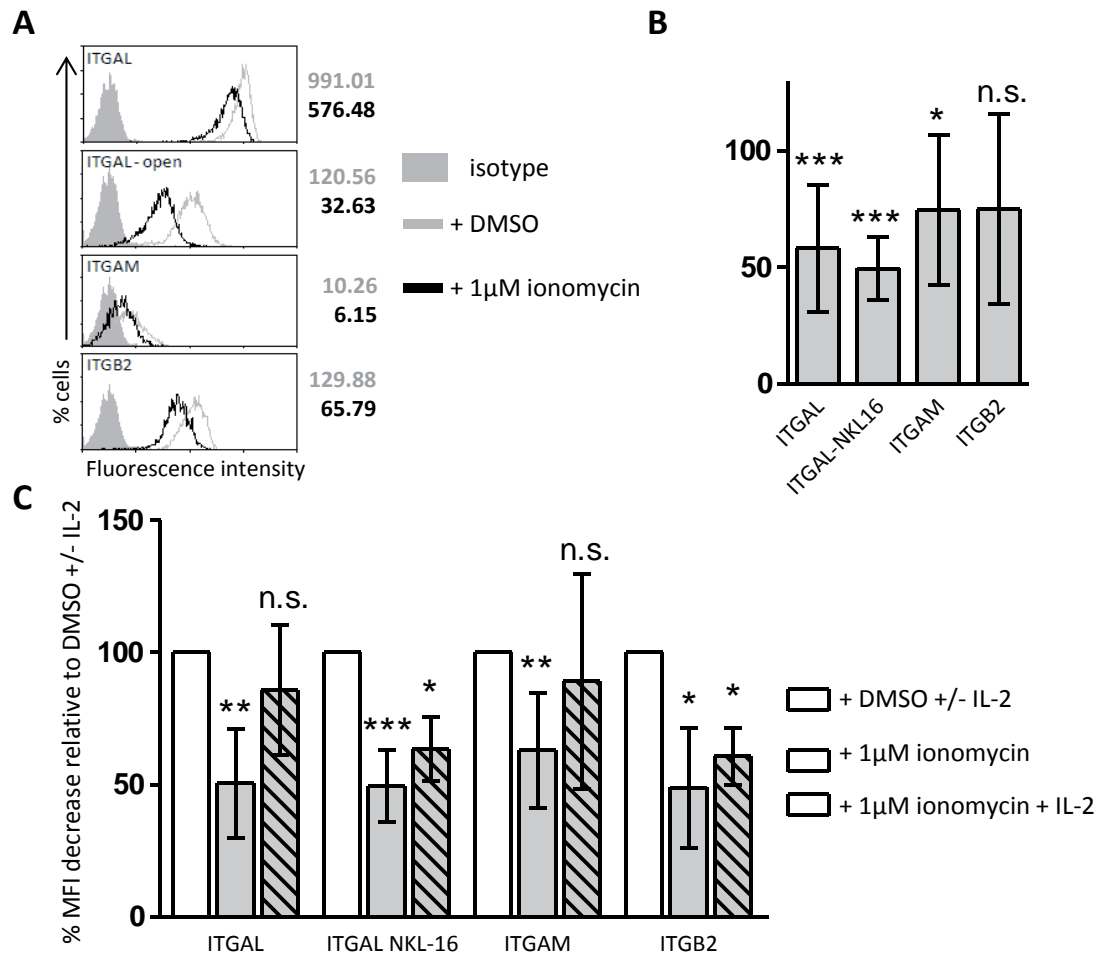 A
ITGAL
991.01
576.48
ITGAL- open
120.56
32.63
ITGAM
10.26
6.15
ITGB2
129.88
65.79
% cells
Fluorescence intensity
isotype
+ DMSO
+ 1µM ionomycin
B
100
50
0
***
***
*
n.s.
ITGAL
ITGAL-NKL16
ITGAM
ITGB2
C
% MFI decrease relative to DMSO +/- IL-2
150
100
50
0
**
n.s.
***
*
**
n.s.
*
*
ITGAL
ITGAL NKL-16
ITGAM
ITGB2
+ DMSO +/- IL-2
+ 1µM ionomycin
+ 1µM ionomycin + IL-2